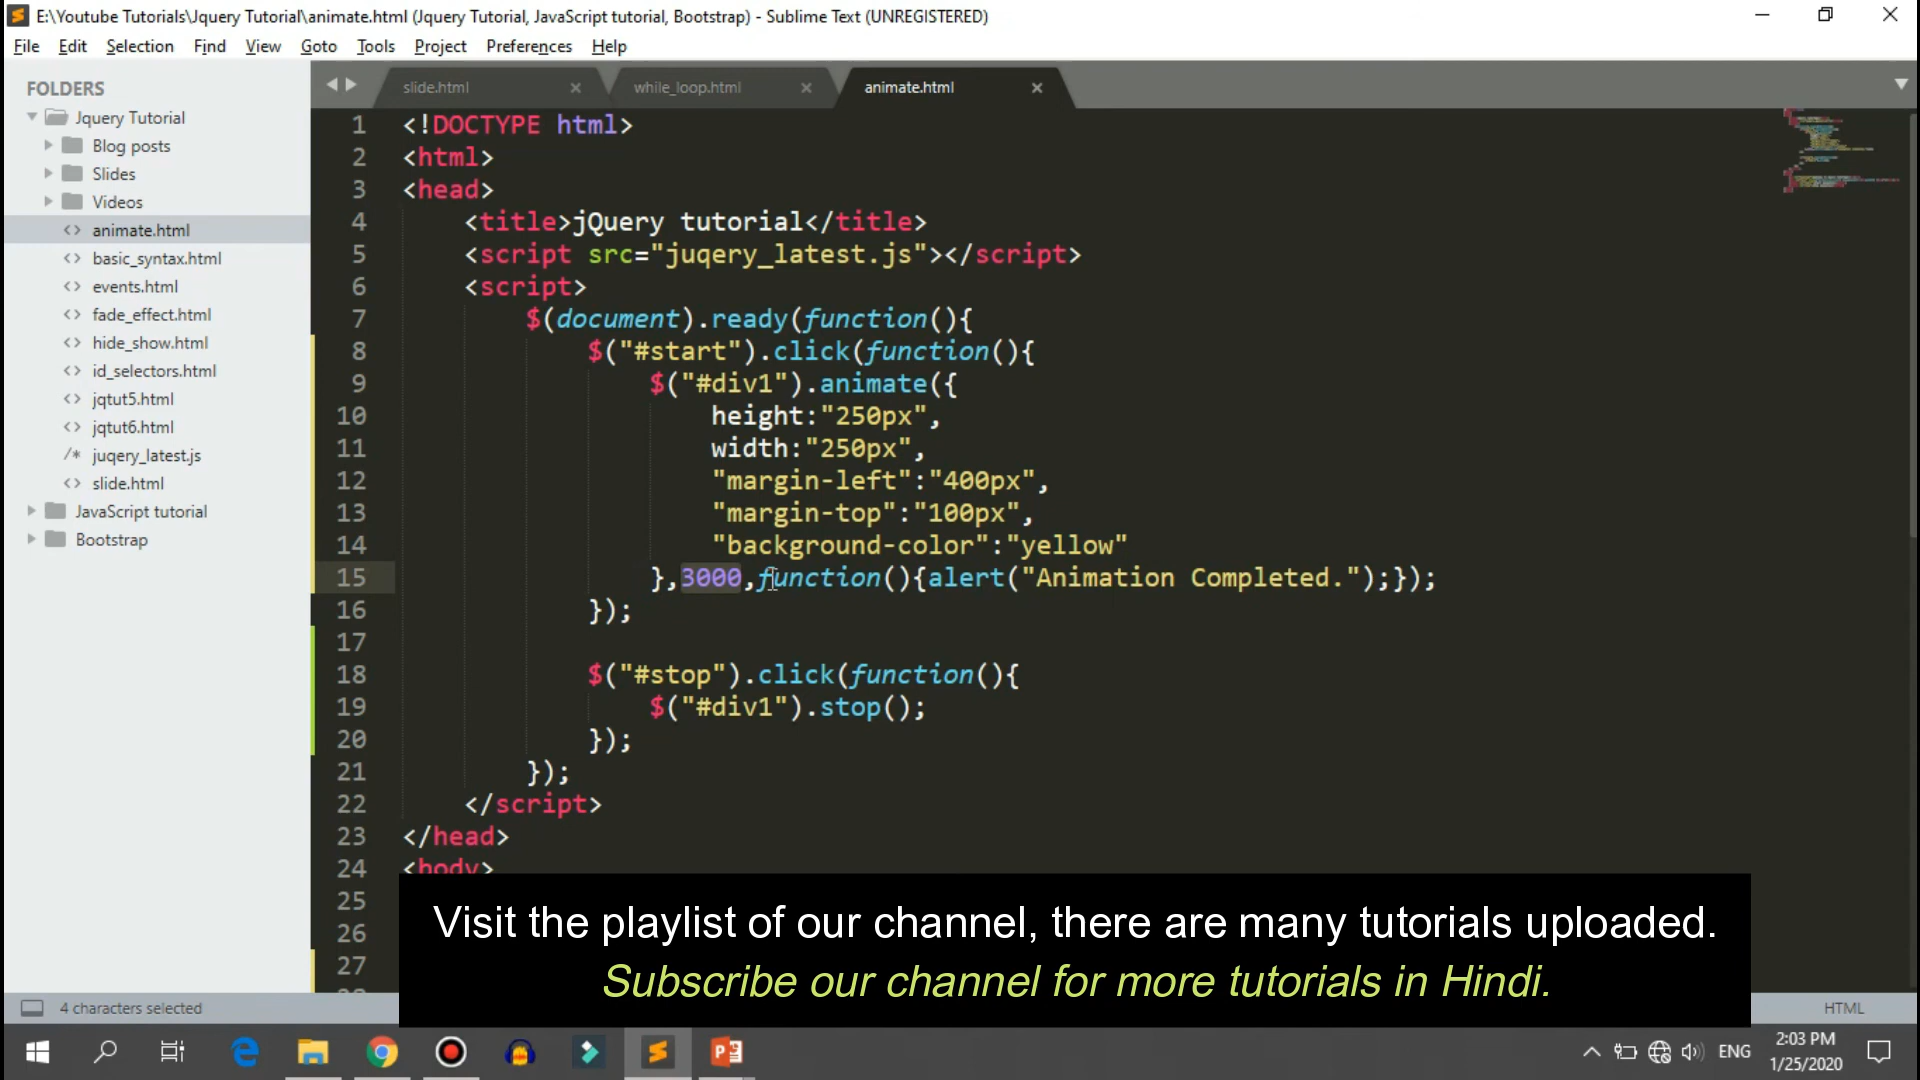 E:\Youtube Tutorials\Jquery Tutorial\animate.html (Jquery Tutorial, JavaScript tutorial, Bootstrap) - Sublime Text (UNREGISTERED)
File Edit Selection Find View Goto Tools Project Preferences Help
FOLDERS
Jquery Tutorial
Blog posts
Slides
Videos
<> animate.html
<> basic_syntax.html
<> events.html
<> fade_effect.html
<> hide_show.html
<> id_selectors.html
<> jqtut5.html
<> jqtut6.html
/* juqery_latest.js
<> slide.html
JavaScript tutorial
Bootstrap
slide.html while_loop.html animate.html
1 <!DOCTYPE html>
2 <html>
3 <head>
4 <title>jQuery tutorial</title>
5 <script src="juqery_latest.js"></script>
6 <script>
7 $(document).ready(function(){
8 $("#start").click(function(){
9 $("#div1").animate({
10 height:"250px",
11 width:"250px",
12 "margin-left":"400px",
13 "margin-top":"100px",
14 "background-color":"yellow"
15 },3000,function(){alert("Animation Completed.");});
16 });
17
18 $("#stop").click(function(){
19 $("#div1").stop();
20 });
21 });
22 </script>
23 </head>
24 <body>
25
26
27
Visit the playlist of our channel, there are many tutorials uploaded.
Subscribe our channel for more tutorials in Hindi.
4 characters selected
HTML
ENG
2:03 PM
1/25/2020